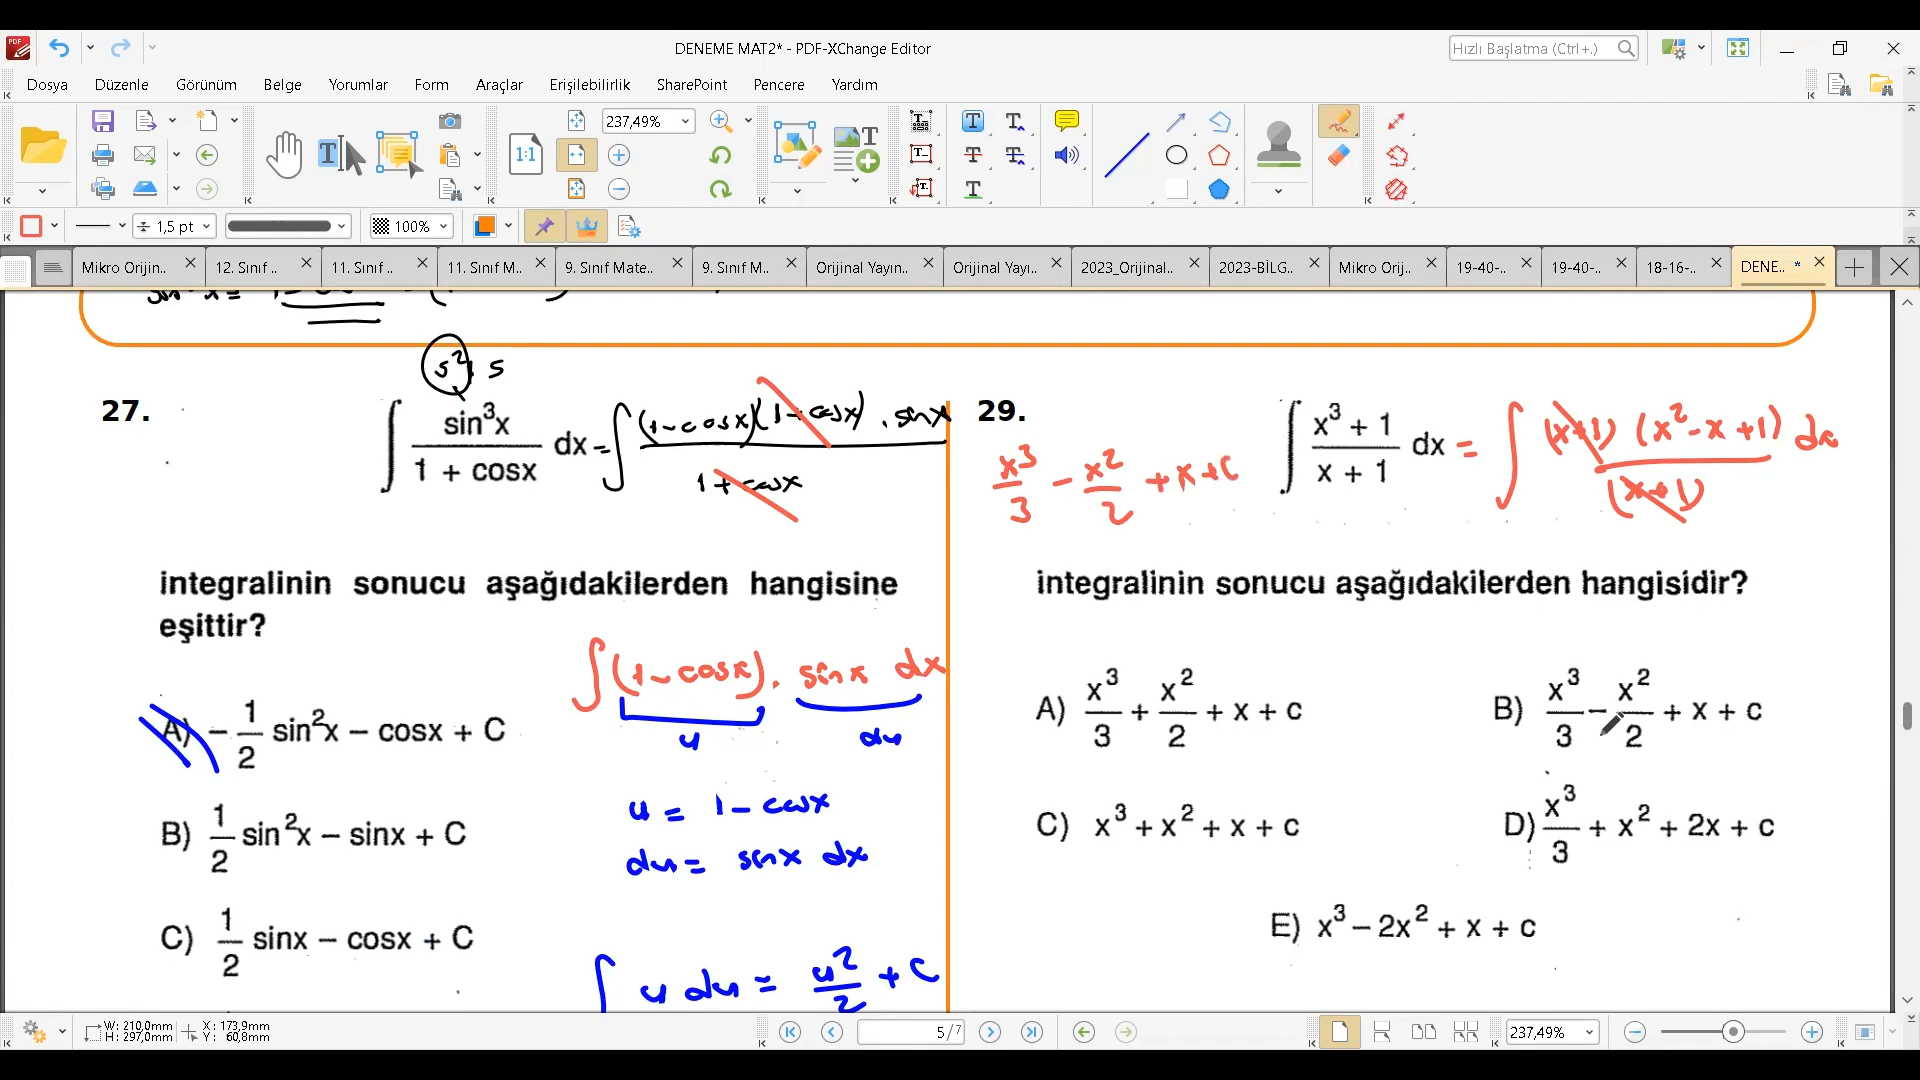 DENEME MAT2* - PDF-XChange Editor
Hızlı Başlatma (Ctrl+.)
Dosya Düzenle Görünüm Belge Yorumlar Form Araçlar Erişilebilirlik SharePoint Pencere Yardım
237,49%
1:1
1,5 pt
100%
Mikro Orijin.. 12. Sınıf .. 11. Sınıf .. 11. Sınıf M.. 9. Sınıf Mate.. 9. Sınıf M.. Orijinal Yayın.. Orijinal Yayı.. 2023_Orijinal.. 2023-BİLG.. Mikro Orij.. 19-40-.. 19-40-.. 18-16-.. DENE.. *
s². s
27. ∫ sin³x / (1 + cosx) dx = ∫ (1-cosx)(1+cosx) . sinx / (1+cosx)
integralinin sonucu aşağıdakilerden hangisine
eşittir?
∫ (1-cosx). sinx dx
u du
A) - 1/2 sin²x - cosx + C
u = 1 - cosx
B) 1/2 sin²x - sinx + C
du = sinx dx
C) 1/2 sinx - cosx + C
∫ u du = u²/2 + C
29. ∫ (x³ + 1) / (x + 1) dx = ∫ (x+1) (x²-x+1) dx / (x+1)
x³/3 - x²/2 + x + c
integralinin sonucu aşağıdakilerden hangisidir?
A) x³/3 + x²/2 + x + c
B) x³/3 - x²/2 + x + c
C) x³ + x² + x + c
D) x³/3 + x² + 2x + c
E) x³ - 2x² + x + c
W: 210,0mm X: 173,9mm
H: 297,0mm Y: 60,8mm
5 /7
237,49%